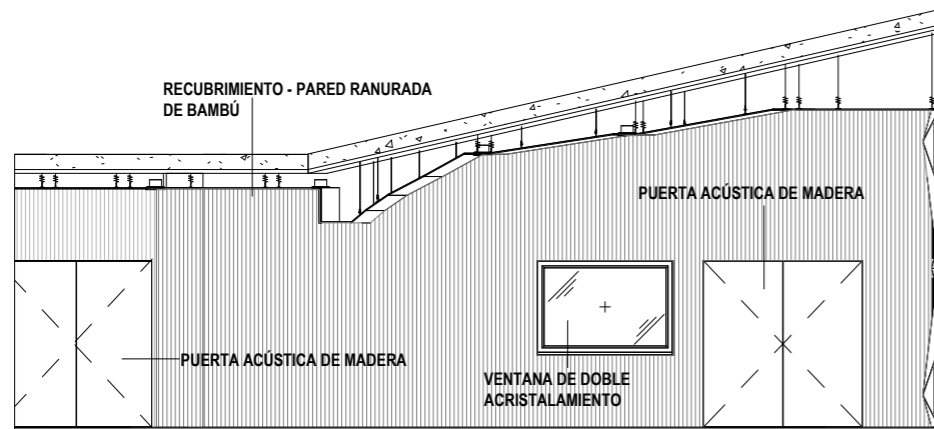 RECUBRIMIENTO - PARED RANURADA
DE BAMBÚ
PUERTA ACÚSTICA DE MADERA
PUERTA ACÚSTICA DE MADERA
VENTANA DE DOBLE
ACRISTALAMIENTO